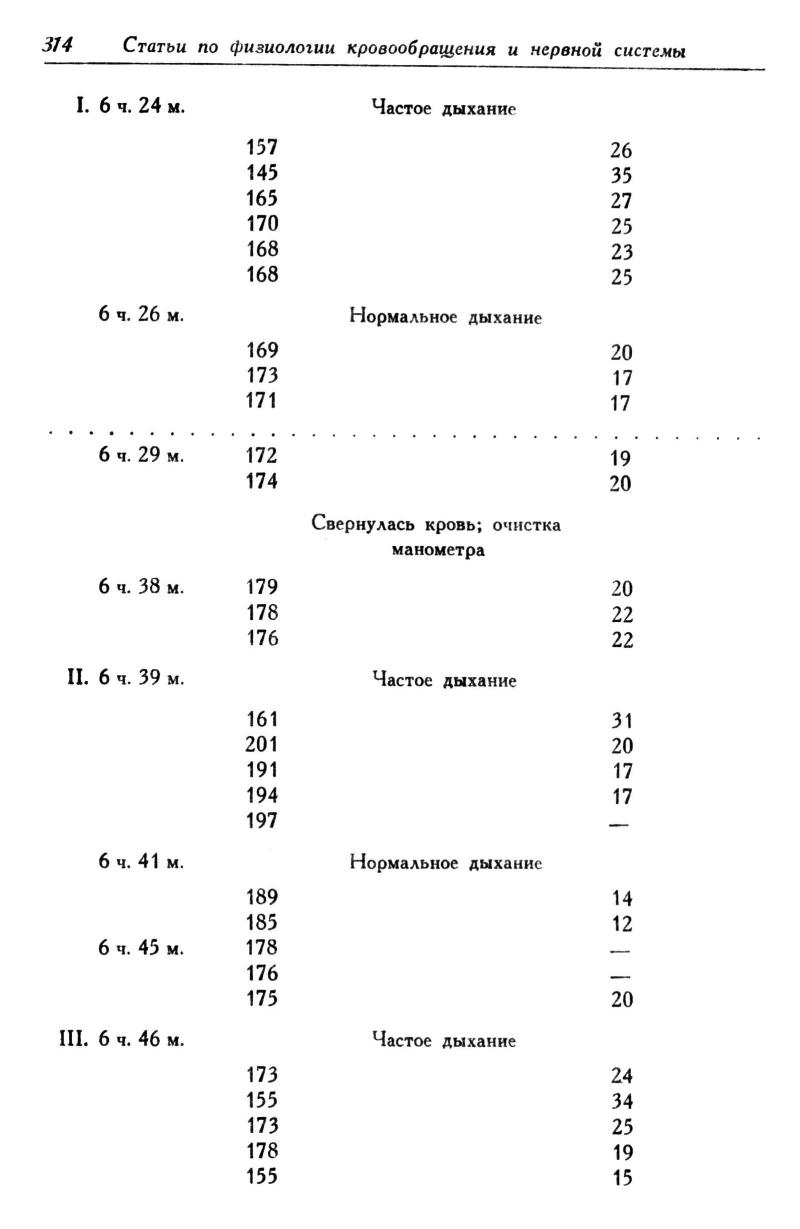 314 Статьи по физиологии кровообращения и нервной системы
I. 6 ч. 24 м. Частое дыхание
157 26
145 35
165 27
170 25
168 23
168 25
6 ч. 26 м. Нормальное дыхание
169 20
173 17
171 17
. . . . . . . . . . . . . . . . . . . . . . . . . . . . . . . . . . . .
6 ч. 29 м. 172 19
174 20
Свернулась кровь; очистка
манометра
6 ч. 38 м. 179 20
178 22
176 22
II. 6 ч. 39 м. Частое дыхание
161 31
201 20
191 17
194 17
197 —
6 ч. 41 м. Нормальное дыхание
189 14
185 12
6 ч. 45 м. 178 —
176 —
175 20
III. 6 ч. 46 м. Частое дыхание
173 24
155 34
173 25
178 19
155 15